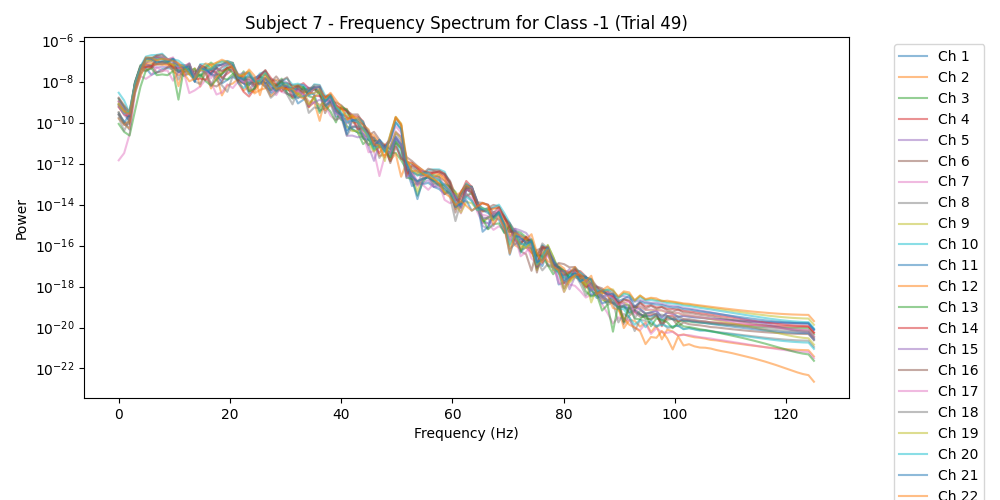 Subject 7 - Frequency Spectrum for Class -1 (Trial 49)
10^-6
10^-8
10^-10
10^-12
10^-14
10^-16
10^-18
10^-20
10^-22
Power
0 20 40 60 80 100 120
Frequency (Hz)
Ch 1
Ch 2
Ch 3
Ch 4
Ch 5
Ch 6
Ch 7
Ch 8
Ch 9
Ch 10
Ch 11
Ch 12
Ch 13
Ch 14
Ch 15
Ch 16
Ch 17
Ch 18
Ch 19
Ch 20
Ch 21
Ch 22